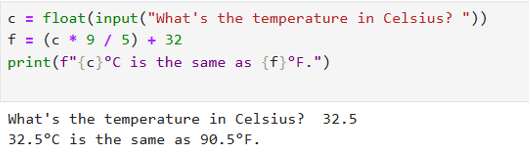 c = float(input("What's the temperature in Celsius? "))
f = (c * 9 / 5) + 32
print(f"{c}°C is the same as {f}°F.")
What's the temperature in Celsius?  32.5
32.5°C is the same as 90.5°F.